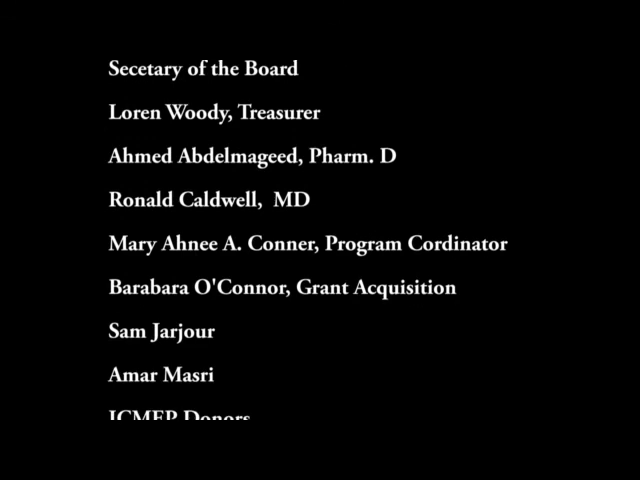 Secetary of the Board
Loren Woody, Treasurer
Ahmed Abdelmageed, Pharm. D
Ronald Caldwell,  MD
Mary Ahnee A. Conner, Program Cordinator
Barabara O'Connor, Grant Acquisition
Sam Jarjour
Amar Masri
Donors